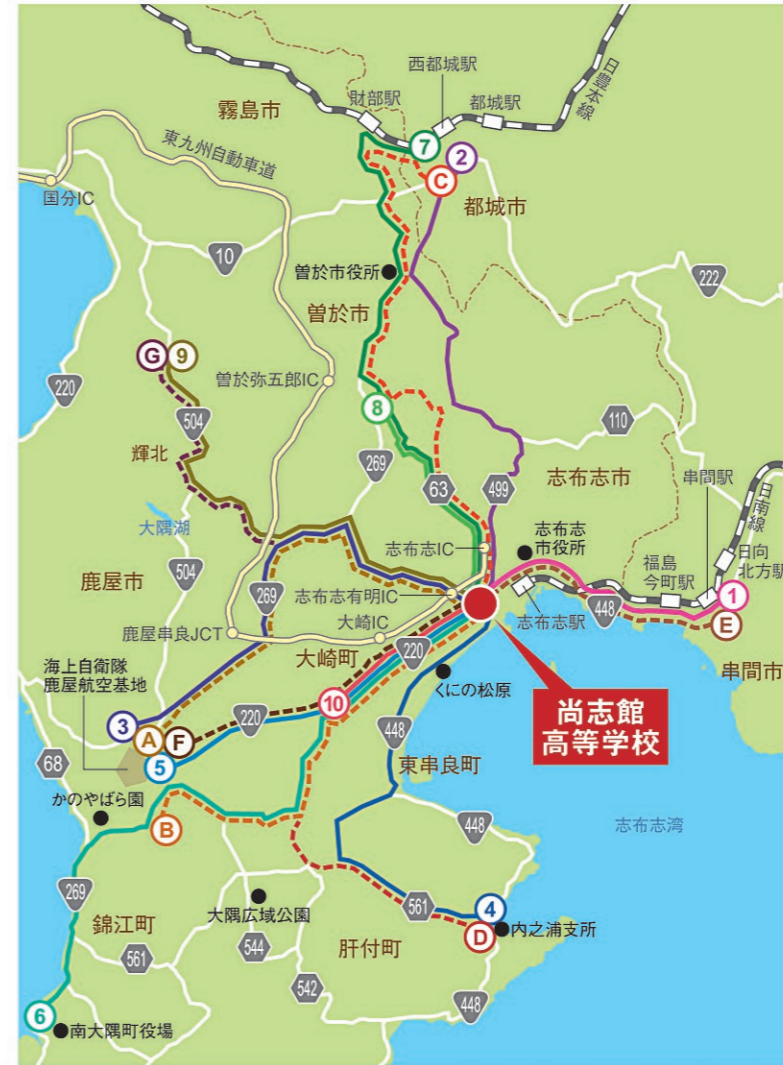 西都城駅
財部駅
都城駅
日豊本線
霧島市
東九州自動車道
7
2
C
国分IC
都城市
10
曽於市役所
222
曽於市
G
9
曽於弥五郎IC
220
504
8
110
輝北
269
63
499
志布志市
串間駅
日南線
大隅湖
志布志IC
志布志
市役所
日向
北方駅
福島
今町駅
鹿屋市
504
269
志布志有明IC
1
448
志布志駅
E
鹿屋串良JCT
大崎IC
大崎町
220
串間市
海上自衛隊
鹿屋航空基地
くにの松原
尚志館
高等学校
10
3
220
A
F
448
68
5
東串良町
かのやばら園
B
448
志布志湾
269
錦江町
大隅広域公園
561
4
D
内之浦支所
561
544
肝付町
542
448
6
南大隅町役場